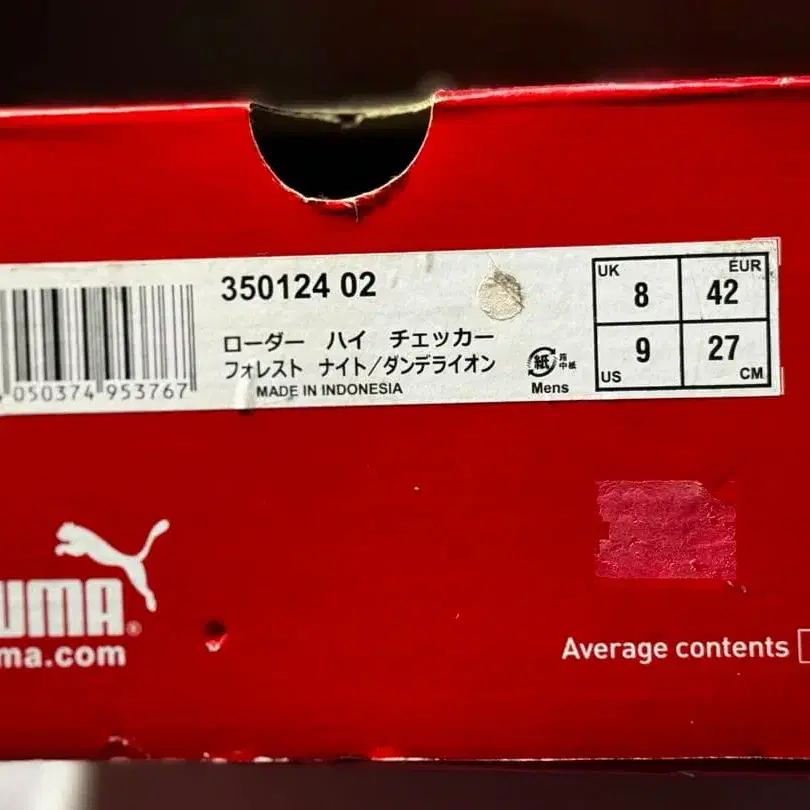 350124 02
ローダー ハイ チェッカー
フォレスト ナイト/ダンデライオン
MADE IN INDONESIA
050374 953767
紙
Mens
UK 8
EUR 42
US 9
27 CM
UMA®
ma.com
Average contents